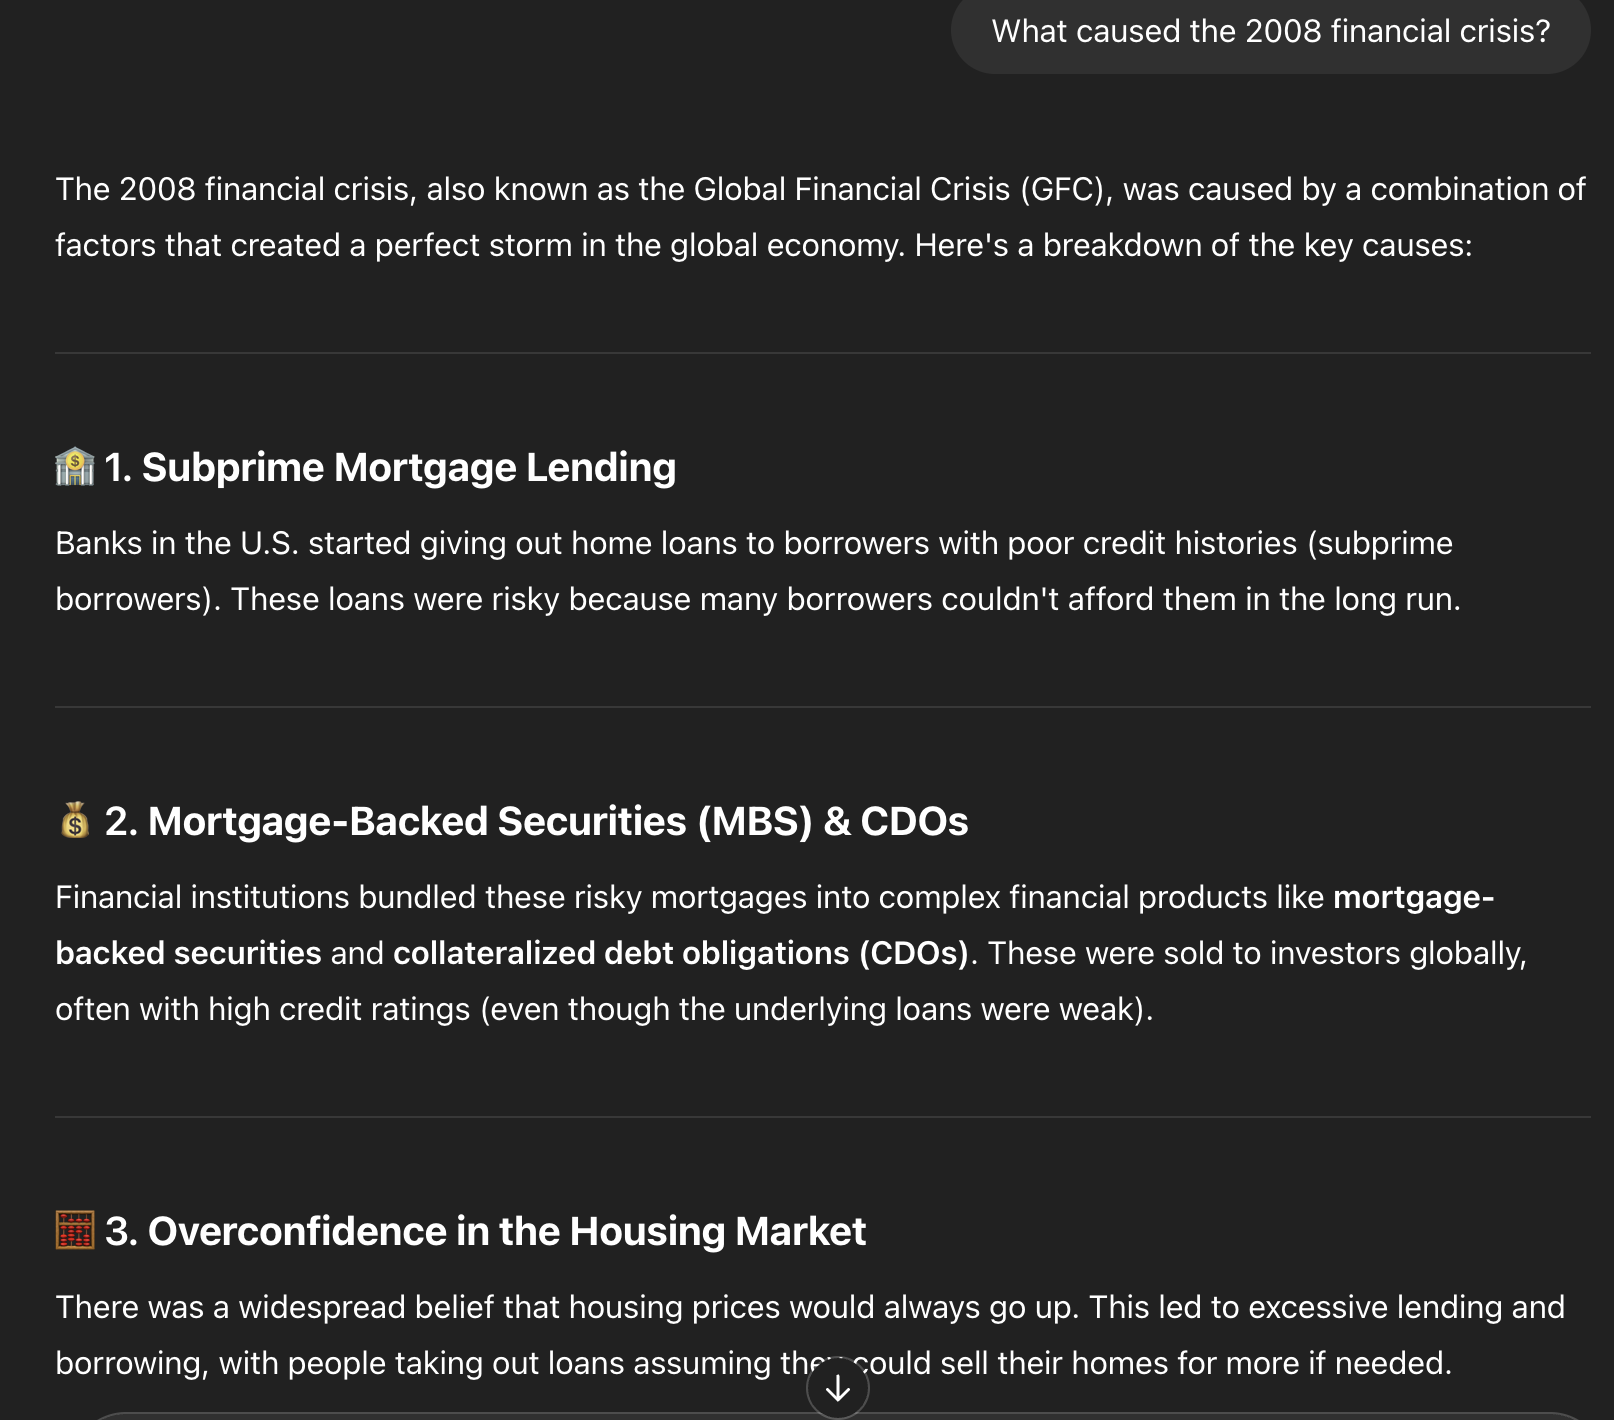 What caused the 2008 financial crisis?
The 2008 financial crisis, also known as the Global Financial Crisis (GFC), was caused by a combination of
factors that created a perfect storm in the global economy. Here's a breakdown of the key causes:
1. Subprime Mortgage Lending
Banks in the U.S. started giving out home loans to borrowers with poor credit histories (subprime
borrowers). These loans were risky because many borrowers couldn't afford them in the long run.
2. Mortgage-Backed Securities (MBS) & CDOs
Financial institutions bundled these risky mortgages into complex financial products like mortgage-
backed securities and collateralized debt obligations (CDOs). These were sold to investors globally,
often with high credit ratings (even though the underlying loans were weak).
3. Overconfidence in the Housing Market
There was a widespread belief that housing prices would always go up. This led to excessive lending and
borrowing, with people taking out loans assuming they could sell their homes for more if needed.